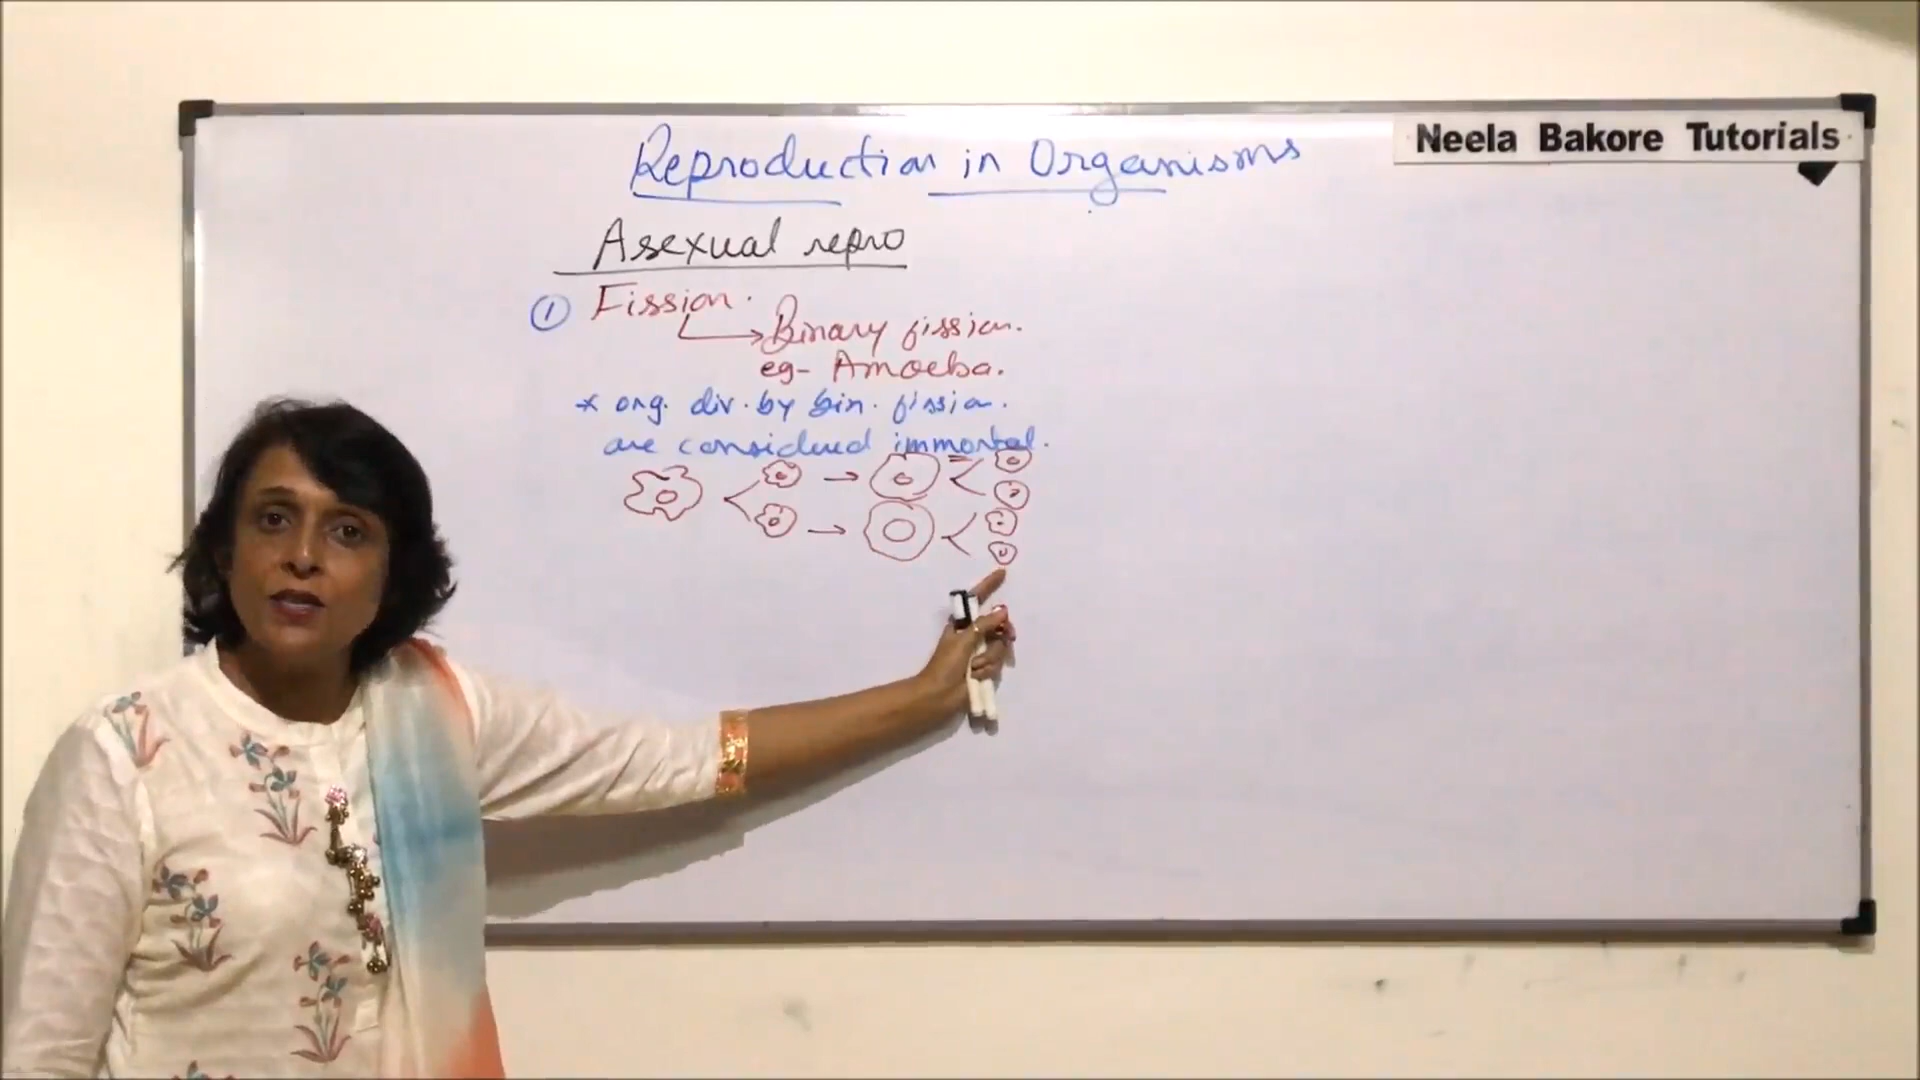 Neela Bakore Tutorials
Reproduction in Organisms
Asexual repro
① Fission.
Binary fission.
eg- Amoeba.
* org. div. by bin. fission.
are considered immortal.